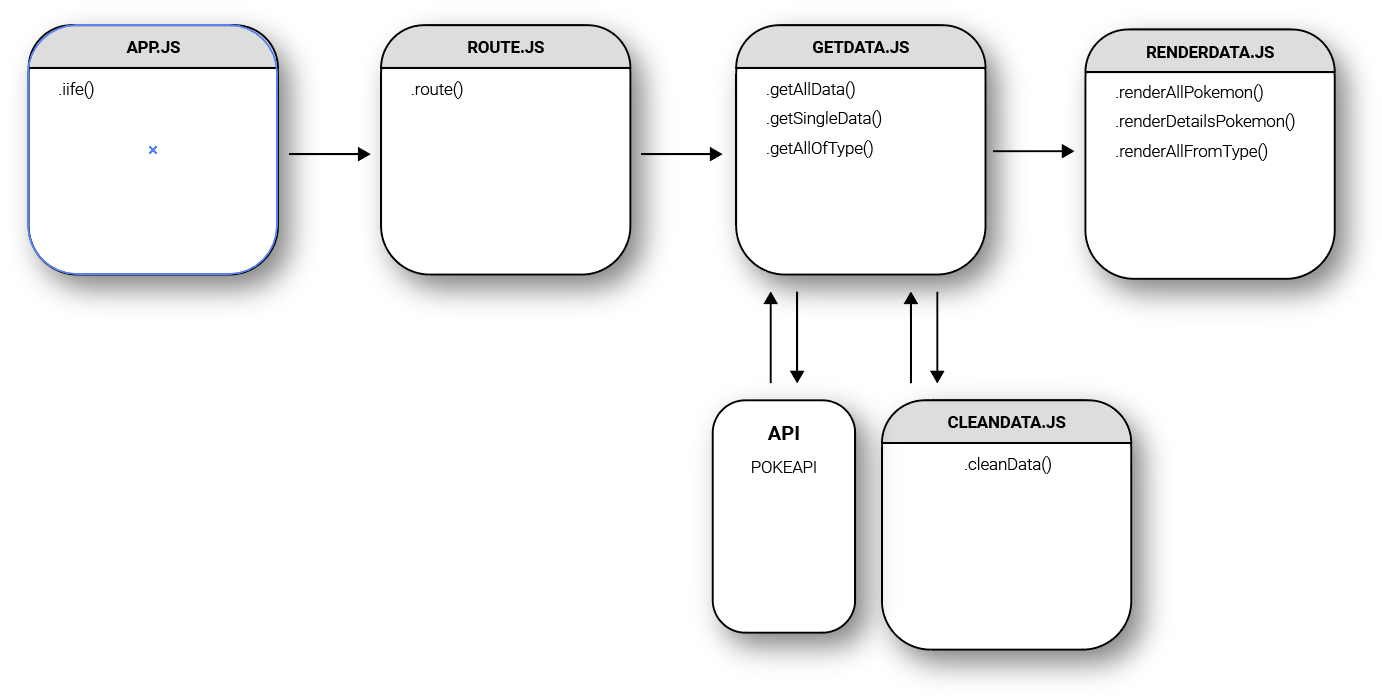 APP.JS
.iife()
ROUTE.JS
.route()
GETDATA.JS
.getAllData()
.getSingleData()
.getAllOfType()
RENDERDATA.JS
.renderAllPokemon()
.renderDetailsPokemon()
.renderAllFromType()
API
POKEAPI
CLEANDATA.JS
.cleanData()